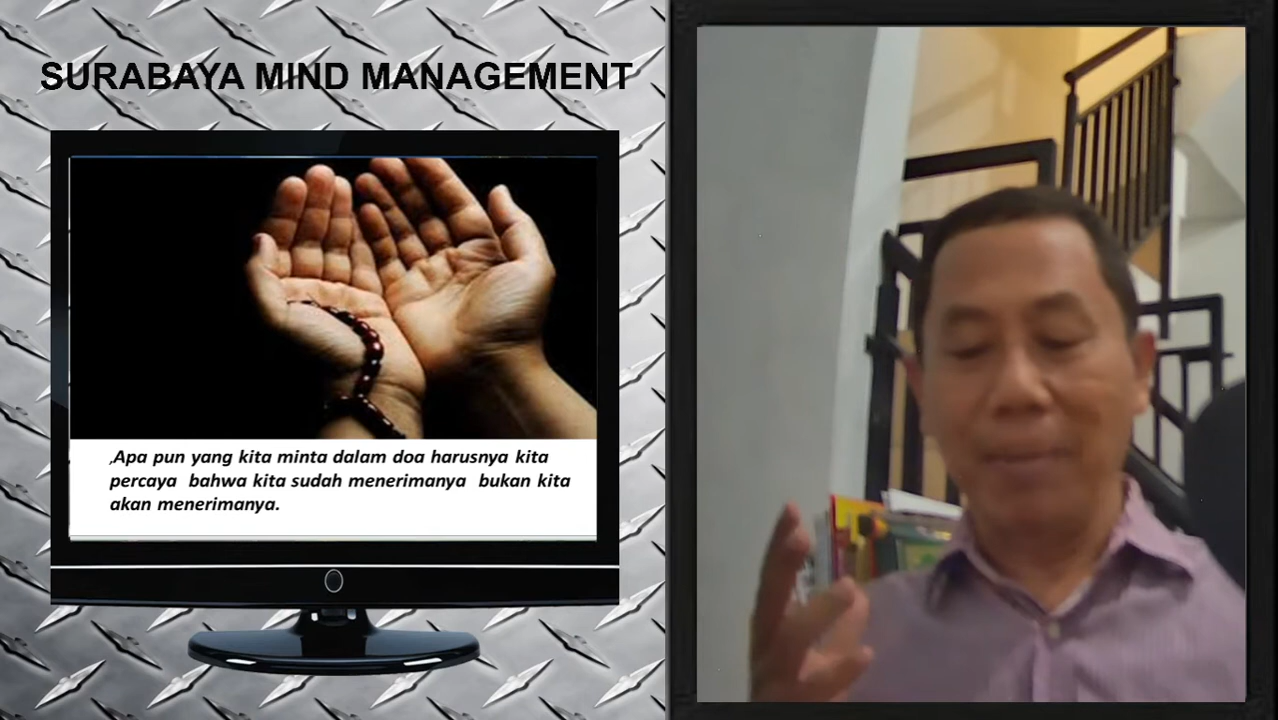 SURABAYA MIND MANAGEMENT
,Apa pun yang kita minta dalam doa harusnya kita
percaya bahwa kita sudah menerimanya bukan kita
akan menerimanya.